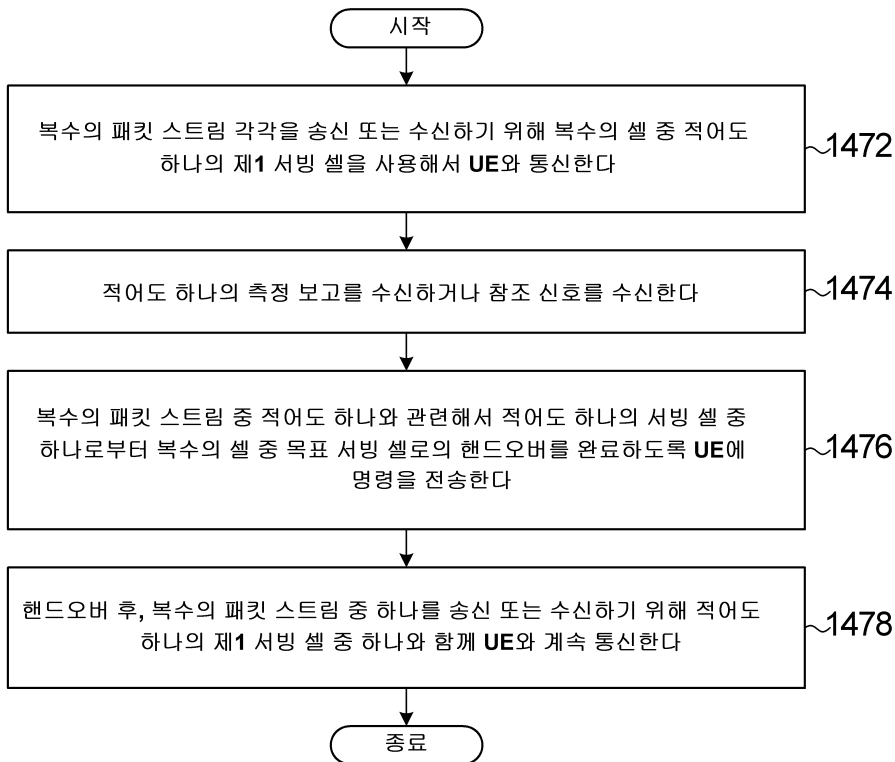 시작
복수의 패킷 스트림 각각을 송신 또는 수신하기 위해 복수의 셀 중 적어도
하나의 제1 서빙 셀을 사용해서 UE와 통신한다
1472
적어도 하나의 측정 보고를 수신하거나 참조 신호를 수신한다
1474
복수의 패킷 스트림 중 적어도 하나와 관련해서 적어도 하나의 서빙 셀 중
하나로부터 복수의 셀 중 목표 서빙 셀로의 핸드오버를 완료하도록 UE에
명령을 전송한다
1476
핸드오버 후, 복수의 패킷 스트림 중 하나를 송신 또는 수신하기 위해 적어도
하나의 제1 서빙 셀 중 하나와 함께 UE와 계속 통신한다
1478
종료